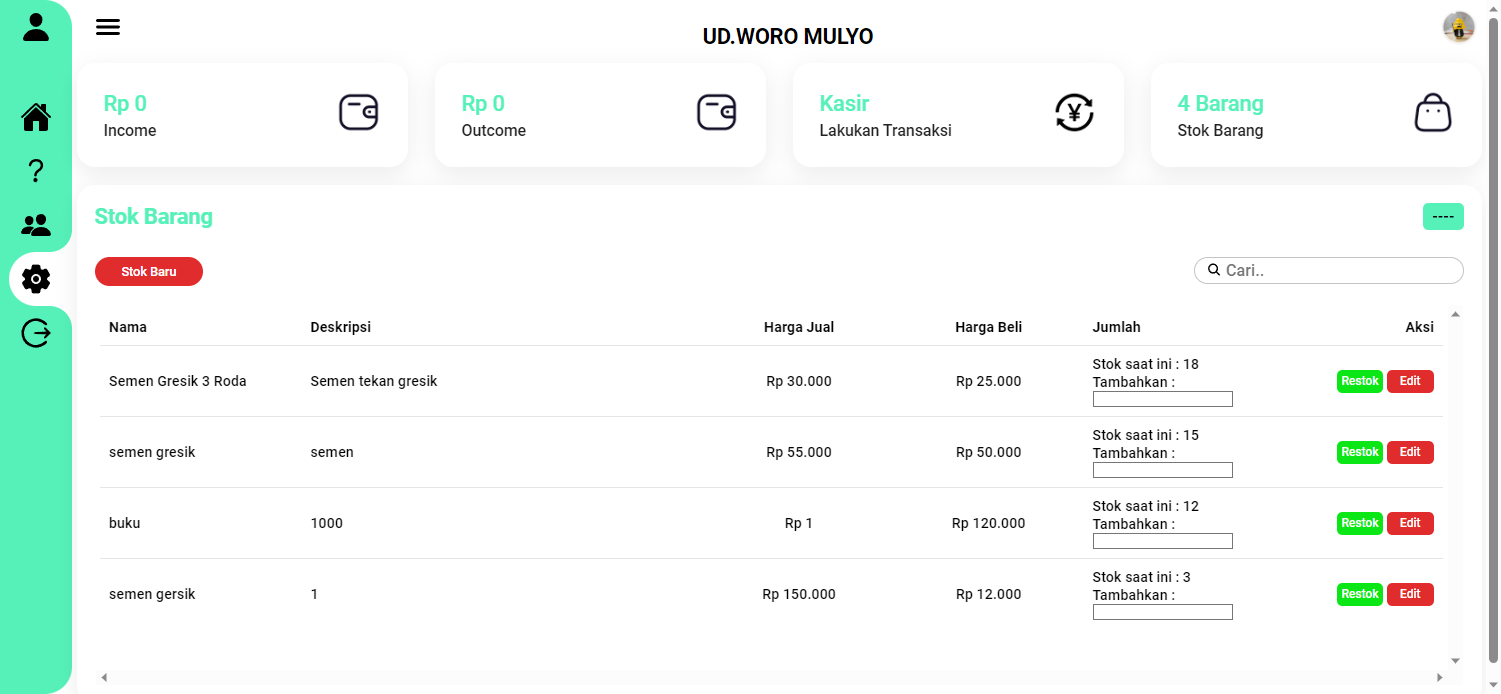 UD.WORO MULYO
Rp 0
Income
Rp 0
Outcome
Kasir
Lakukan Transaksi
4 Barang
Stok Barang
Stok Barang
----
Stok Baru
Cari..
Nama Deskripsi Harga Jual Harga Beli Jumlah Aksi
Semen Gresik 3 Roda Semen tekan gresik Rp 30.000 Rp 25.000 Stok saat ini : 18
Tambahkan :
Restok Edit
semen gresik semen Rp 55.000 Rp 50.000 Stok saat ini : 15
Tambahkan :
Restok Edit
buku 1000 Rp 1 Rp 120.000 Stok saat ini : 12
Tambahkan :
Restok Edit
semen gersik 1 Rp 150.000 Rp 12.000 Stok saat ini : 3
Tambahkan :
Restok Edit